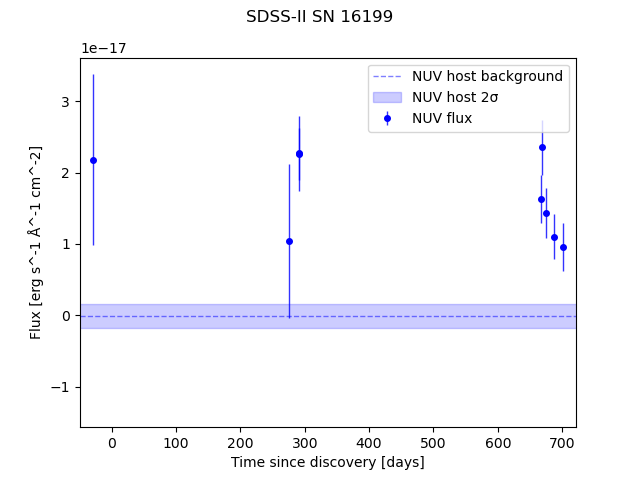 SDSS-II SN 16199
1e−17
NUV host background
NUV host 2σ
NUV flux
3
2
1
0
−1
Flux [erg s^-1 Å^-1 cm^-2]
0 100 200 300 400 500 600 700
Time since discovery [days]